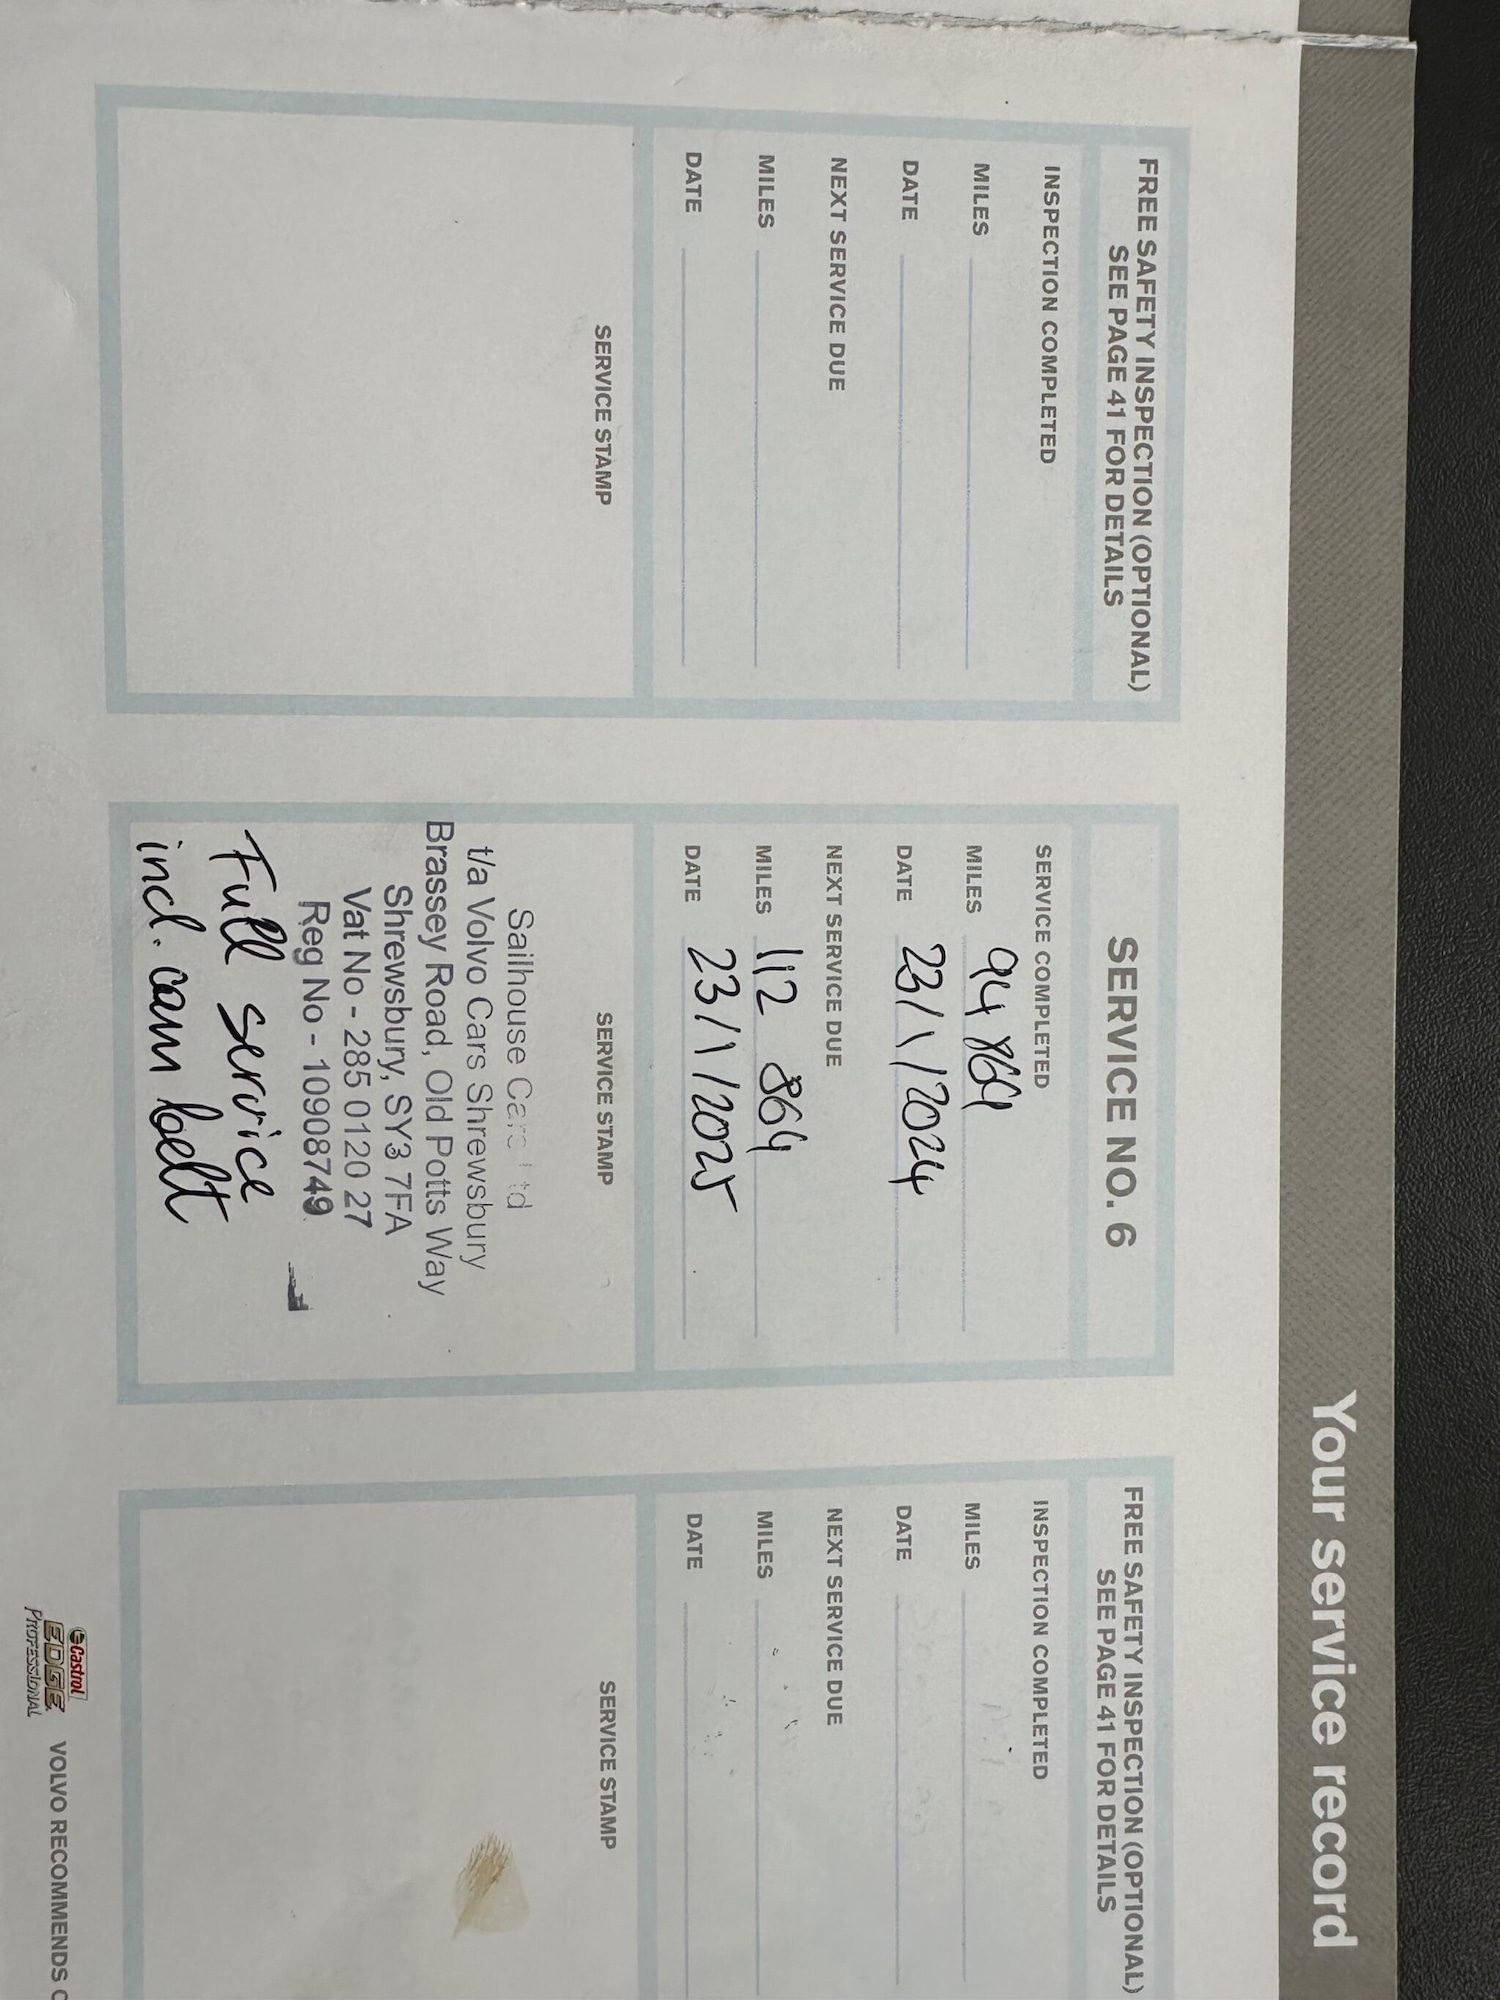 Your service record
FREE SAFETY INSPECTION (OPTIONAL)
SEE PAGE 41 FOR DETAILS
INSPECTION COMPLETED
MILES
DATE
NEXT SERVICE DUE
MILES
DATE
SERVICE STAMP
SERVICE NO. 6
SERVICE COMPLETED
MILES 94 864
DATE 23/1/2024
NEXT SERVICE DUE
MILES 112 864
DATE 23/1/2025
SERVICE STAMP
Sailhouse Cars Ltd
t/a Volvo Cars Shrewsbury
Brassey Road, Old Potts Way
Shrewsbury, SY3 7FA
Vat No - 285 0120 27
Reg No - 10908749
Full service
incl. cam belt
FREE SAFETY INSPECTION (OPTIONAL)
SEE PAGE 41 FOR DETAILS
INSPECTION COMPLETED
MILES
DATE
NEXT SERVICE DUE
MILES
DATE
SERVICE STAMP
Castrol
EDGE
PROFESSIONAL
VOLVO RECOMMENDS C